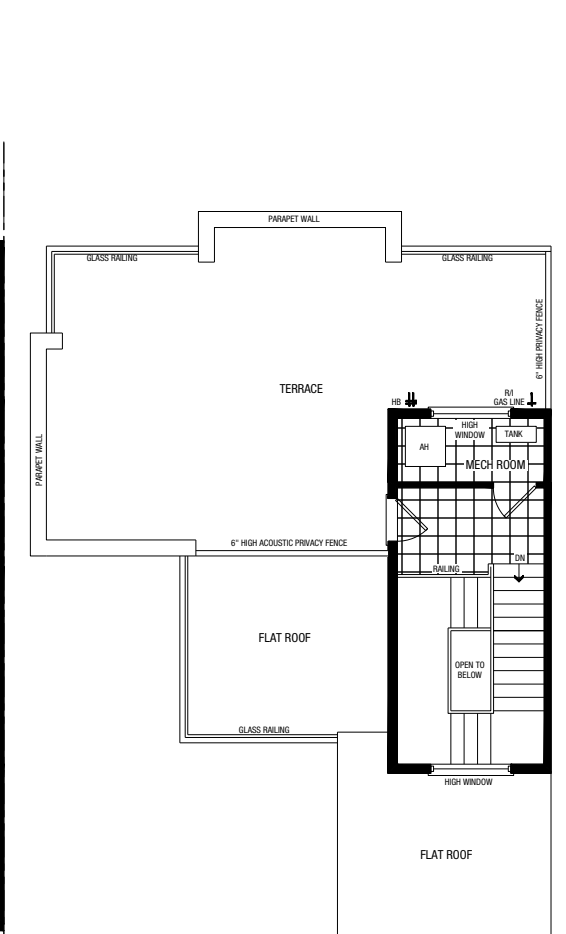 PARAPET WALL
GLASS RAILING
GLASS RAILING
6" HIGH PRIVACY FENCE
TERRACE
R/I
GAS LINE
HB
HIGH
WINDOW
TANK
AH
MECH ROOM
PARAPET WALL
6" HIGH ACOUSTIC PRIVACY FENCE
DN
RAILING
FLAT ROOF
OPEN TO
BELOW
GLASS RAILING
HIGH WINDOW
FLAT ROOF